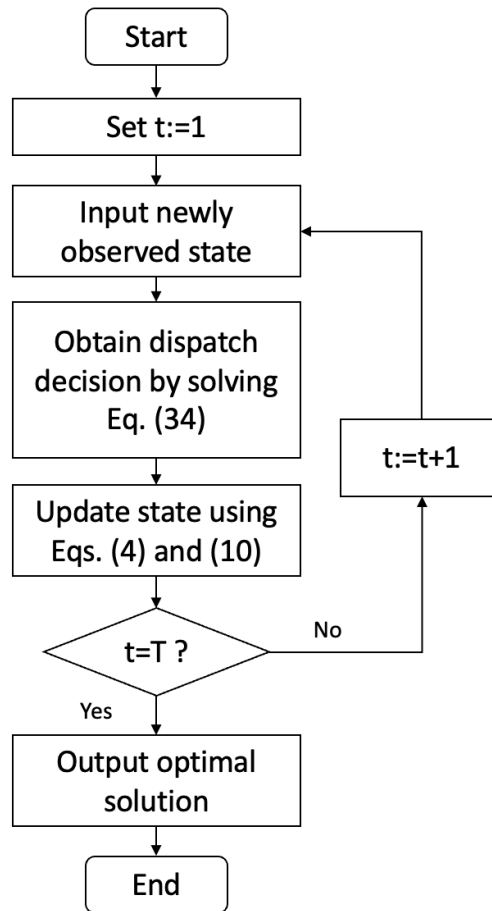 Start
Set t:=1
Input newly
observed state
Obtain dispatch
decision by solving
Eq. (34)
t:=t+1
Update state using
Eqs. (4) and (10)
t=T ?
No
Yes
Output optimal
solution
End